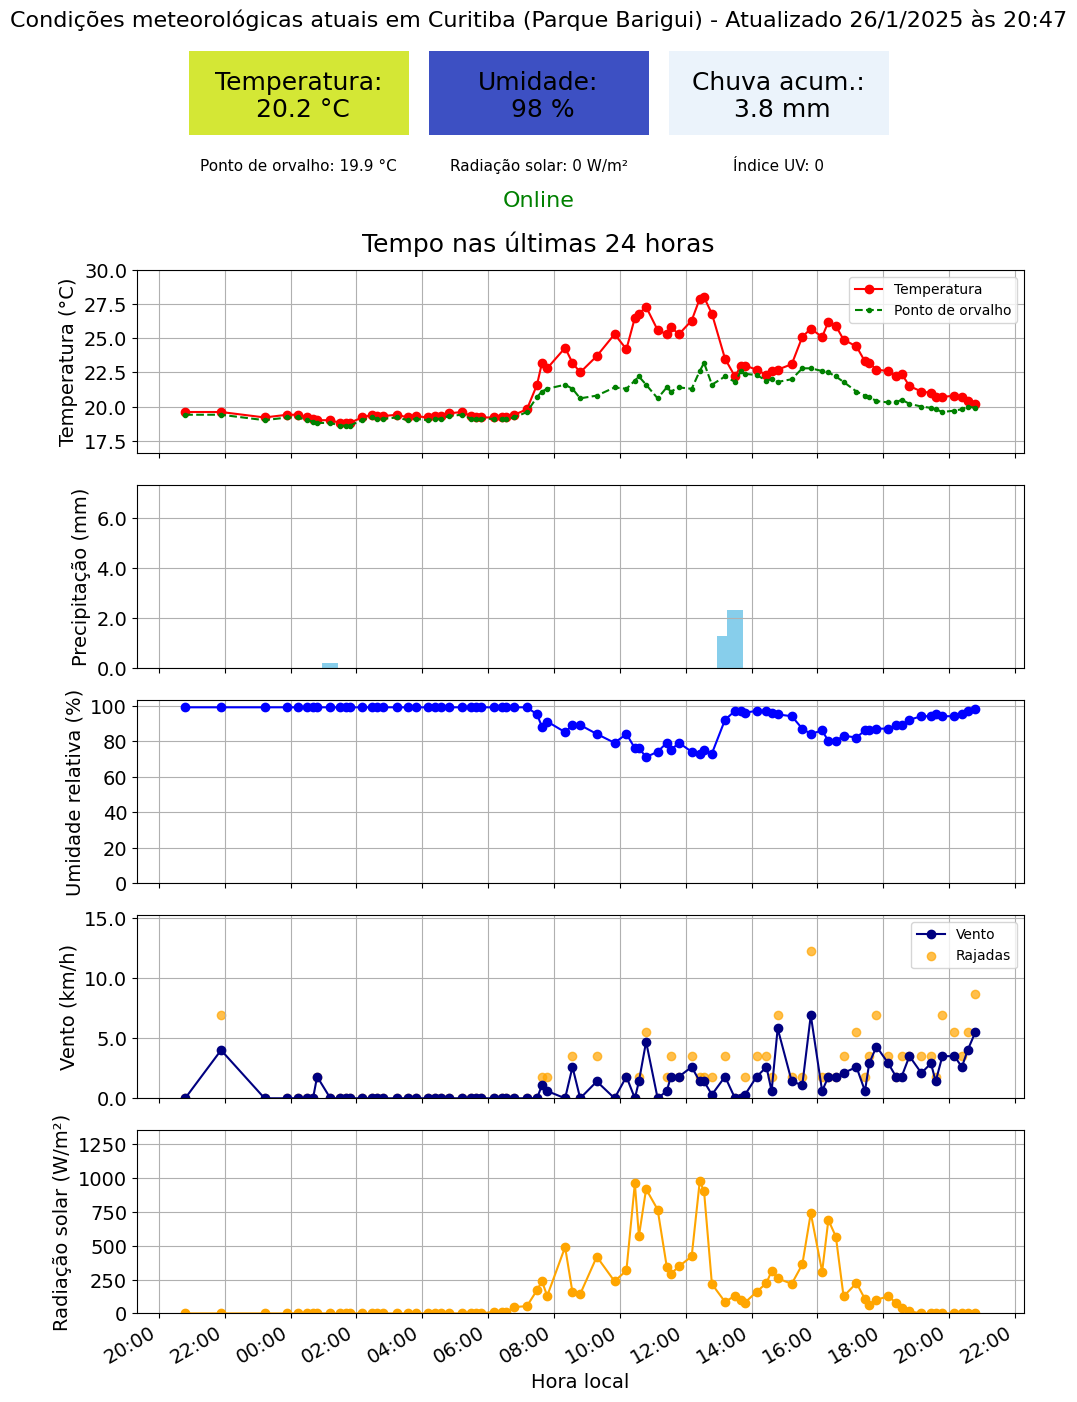 Condições meteorológicas atuais em Curitiba (Parque Barigui) - Atualizado 26/1/2025 às 20:47
Temperatura:
20.2 °C
Umidade:
98 %
Chuva acum.:
3.8 mm
Ponto de orvalho: 19.9 °C
Radiação solar: 0 W/m²
Índice UV: 0
Online
Tempo nas últimas 24 horas
Temperatura (°C)
30.0
27.5
25.0
22.5
20.0
17.5
Temperatura
Ponto de orvalho
Precipitação (mm)
6.0
4.0
2.0
0.0
Umidade relativa (%)
100
80
60
40
20
0
Vento (km/h)
15.0
10.0
5.0
0.0
Vento
Rajadas
Radiação solar (W/m²)
1250
1000
750
500
250
0
20:00
22:00
00:00
02:00
04:00
06:00
08:00
10:00
12:00
14:00
16:00
18:00
20:00
22:00
Hora local